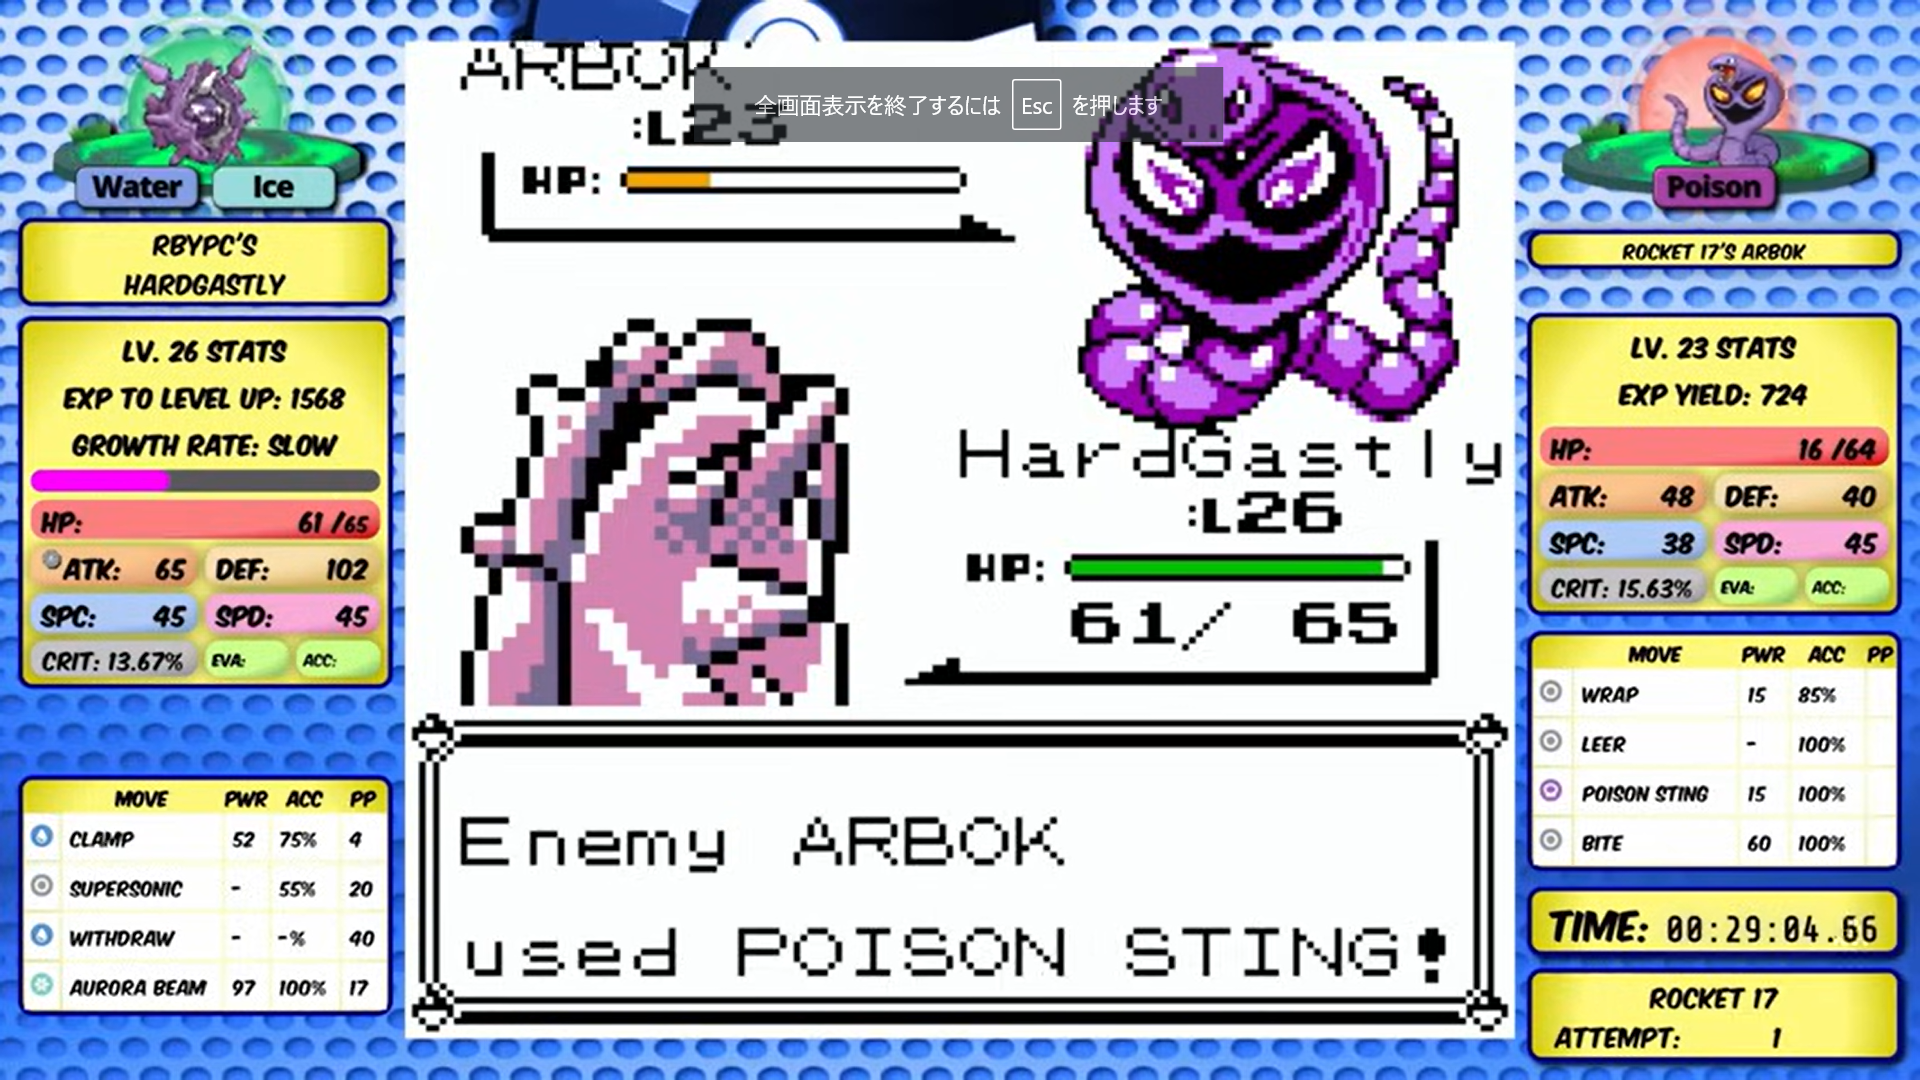 Water Ice
RBYPC'S
HARDGASTLY
LV. 26 STATS
EXP TO LEVEL UP: 1568
GROWTH RATE: SLOW
HP: 61 /65
ATK: 65 DEF: 102
SPC: 45 SPD: 45
CRIT: 13.67% EVA: ACC:
MOVE PWR ACC PP
CLAMP 52 75% 4
SUPERSONIC - 55% 20
WITHDRAW - -% 40
AURORA BEAM 97 100% 17
ARBOK
:L23
全画面表示を終了するには Esc を押します
HP:
HardGastly
:L26
HP:
61/ 65
Enemy ARBOK
used POISON STING!
Poison
ROCKET 17'S ARBOK
LV. 23 STATS
EXP YIELD: 724
HP: 16 /64
ATK: 48 DEF: 40
SPC: 38 SPD: 45
CRIT: 15.63% EVA: ACC:
MOVE PWR ACC PP
WRAP 15 85%
LEER - 100%
POISON STING 15 100%
BITE 60 100%
TIME: 00:29:04.66
ROCKET 17
ATTEMPT: 1